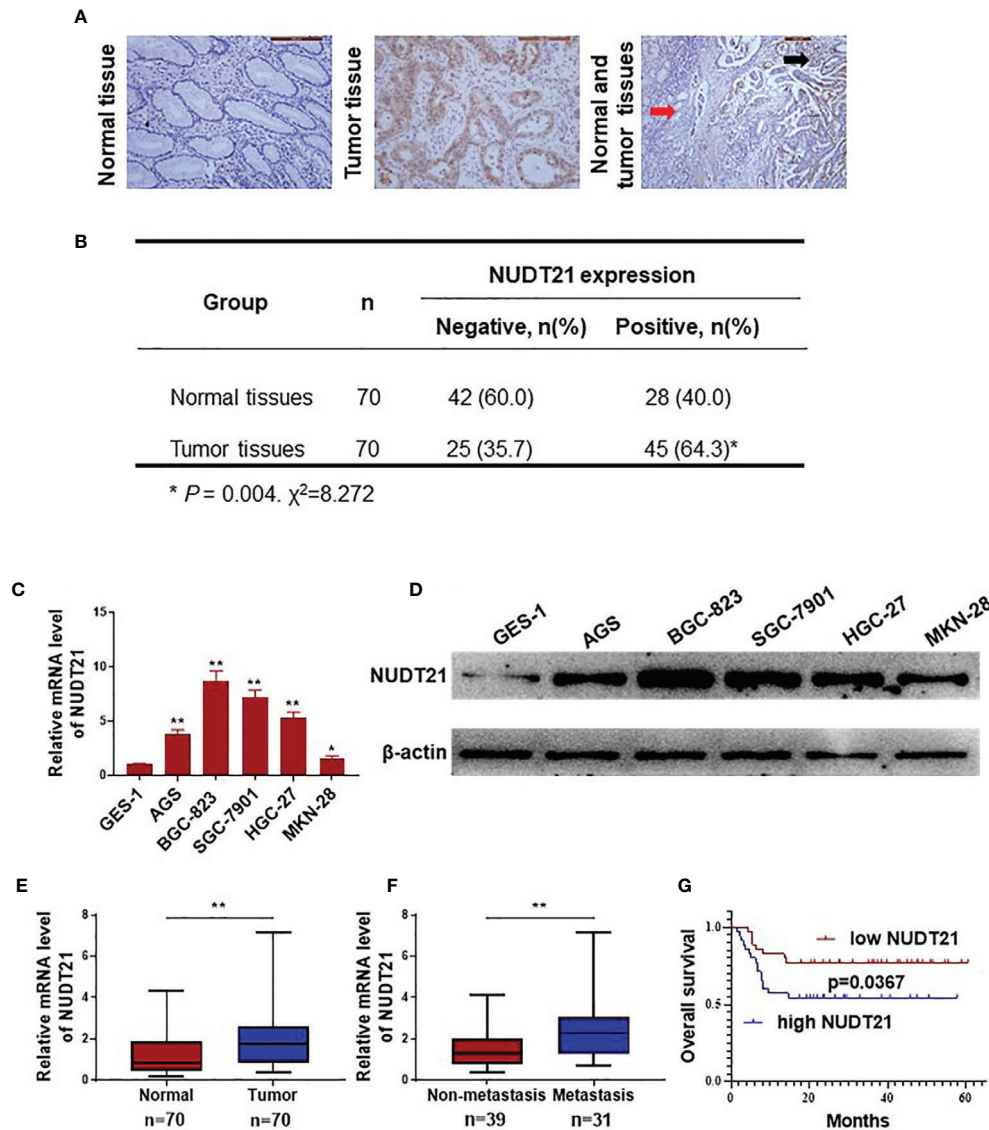 A
Normal tissue
Tumor tissue
Normal and
tumor tissues
B
Group
n
NUDT21 expression
Negative, n(%)
Positive, n(%)
Normal tissues 70 42 (60.0) 28 (40.0)
Tumor tissues 70 25 (35.7) 45 (64.3)*
* P = 0.004. χ²=8.272
C
Relative mRNA level
of NUDT21
15
10
5
0
**
**
**
**
*
GES-1
AGS
BGC-823
SGC-7901
HGC-27
MKN-28
D
GES-1
AGS
BGC-823
SGC-7901
HGC-27
MKN-28
NUDT21
β-actin
E
Relative mRNA level
of NUDT21
8
6
4
2
0
**
Normal Tumor
n=70 n=70
F
Relative mRNA level
of NUDT21
8
6
4
2
0
**
Non-metastasis Metastasis
n=39 n=31
G
Overall survival
1.0
0.5
0.0
low NUDT21
p=0.0367
high NUDT21
0 20 40 60
Months